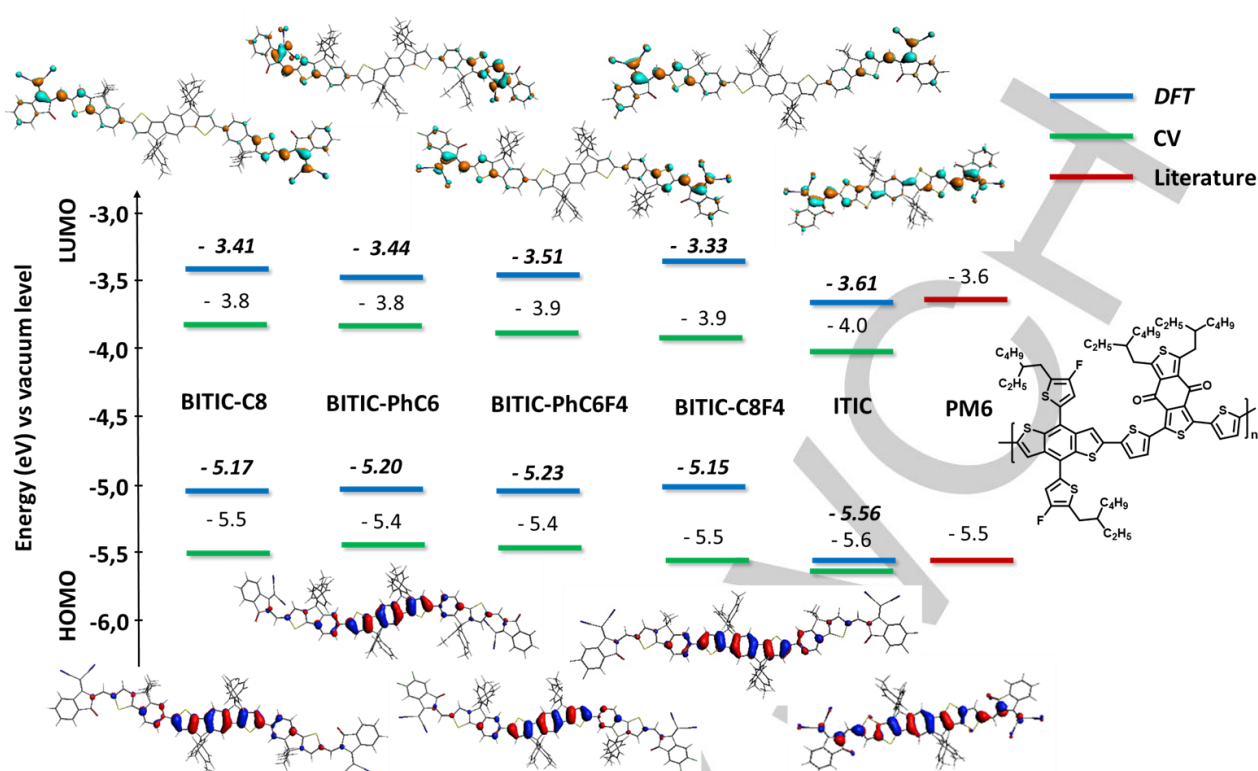 DFT
CV
Literature
LUMO
Energy (eV) vs vacuum level
HOMO
-3,0
-3,5
-4,0
-4,5
-5,0
-5,5
-6,0
- 3.41
- 3.44
- 3.51
- 3.33
- 3.61
- 3.6
- 3.8
- 3.8
- 3.9
- 3.9
- 4.0
BITIC-C8
BITIC-PhC6
BITIC-PhC6F4
BITIC-C8F4
ITIC
PM6
- 5.17
- 5.20
- 5.23
- 5.15
- 5.56
- 5.5
- 5.4
- 5.4
- 5.5
- 5.6
- 5.5
C4H9
C2H5
C4H9
C2H5
C4H9
C2H5
F
S
S
O
O
S
S
S
S
S
n
S
F
C4H9
C2H5